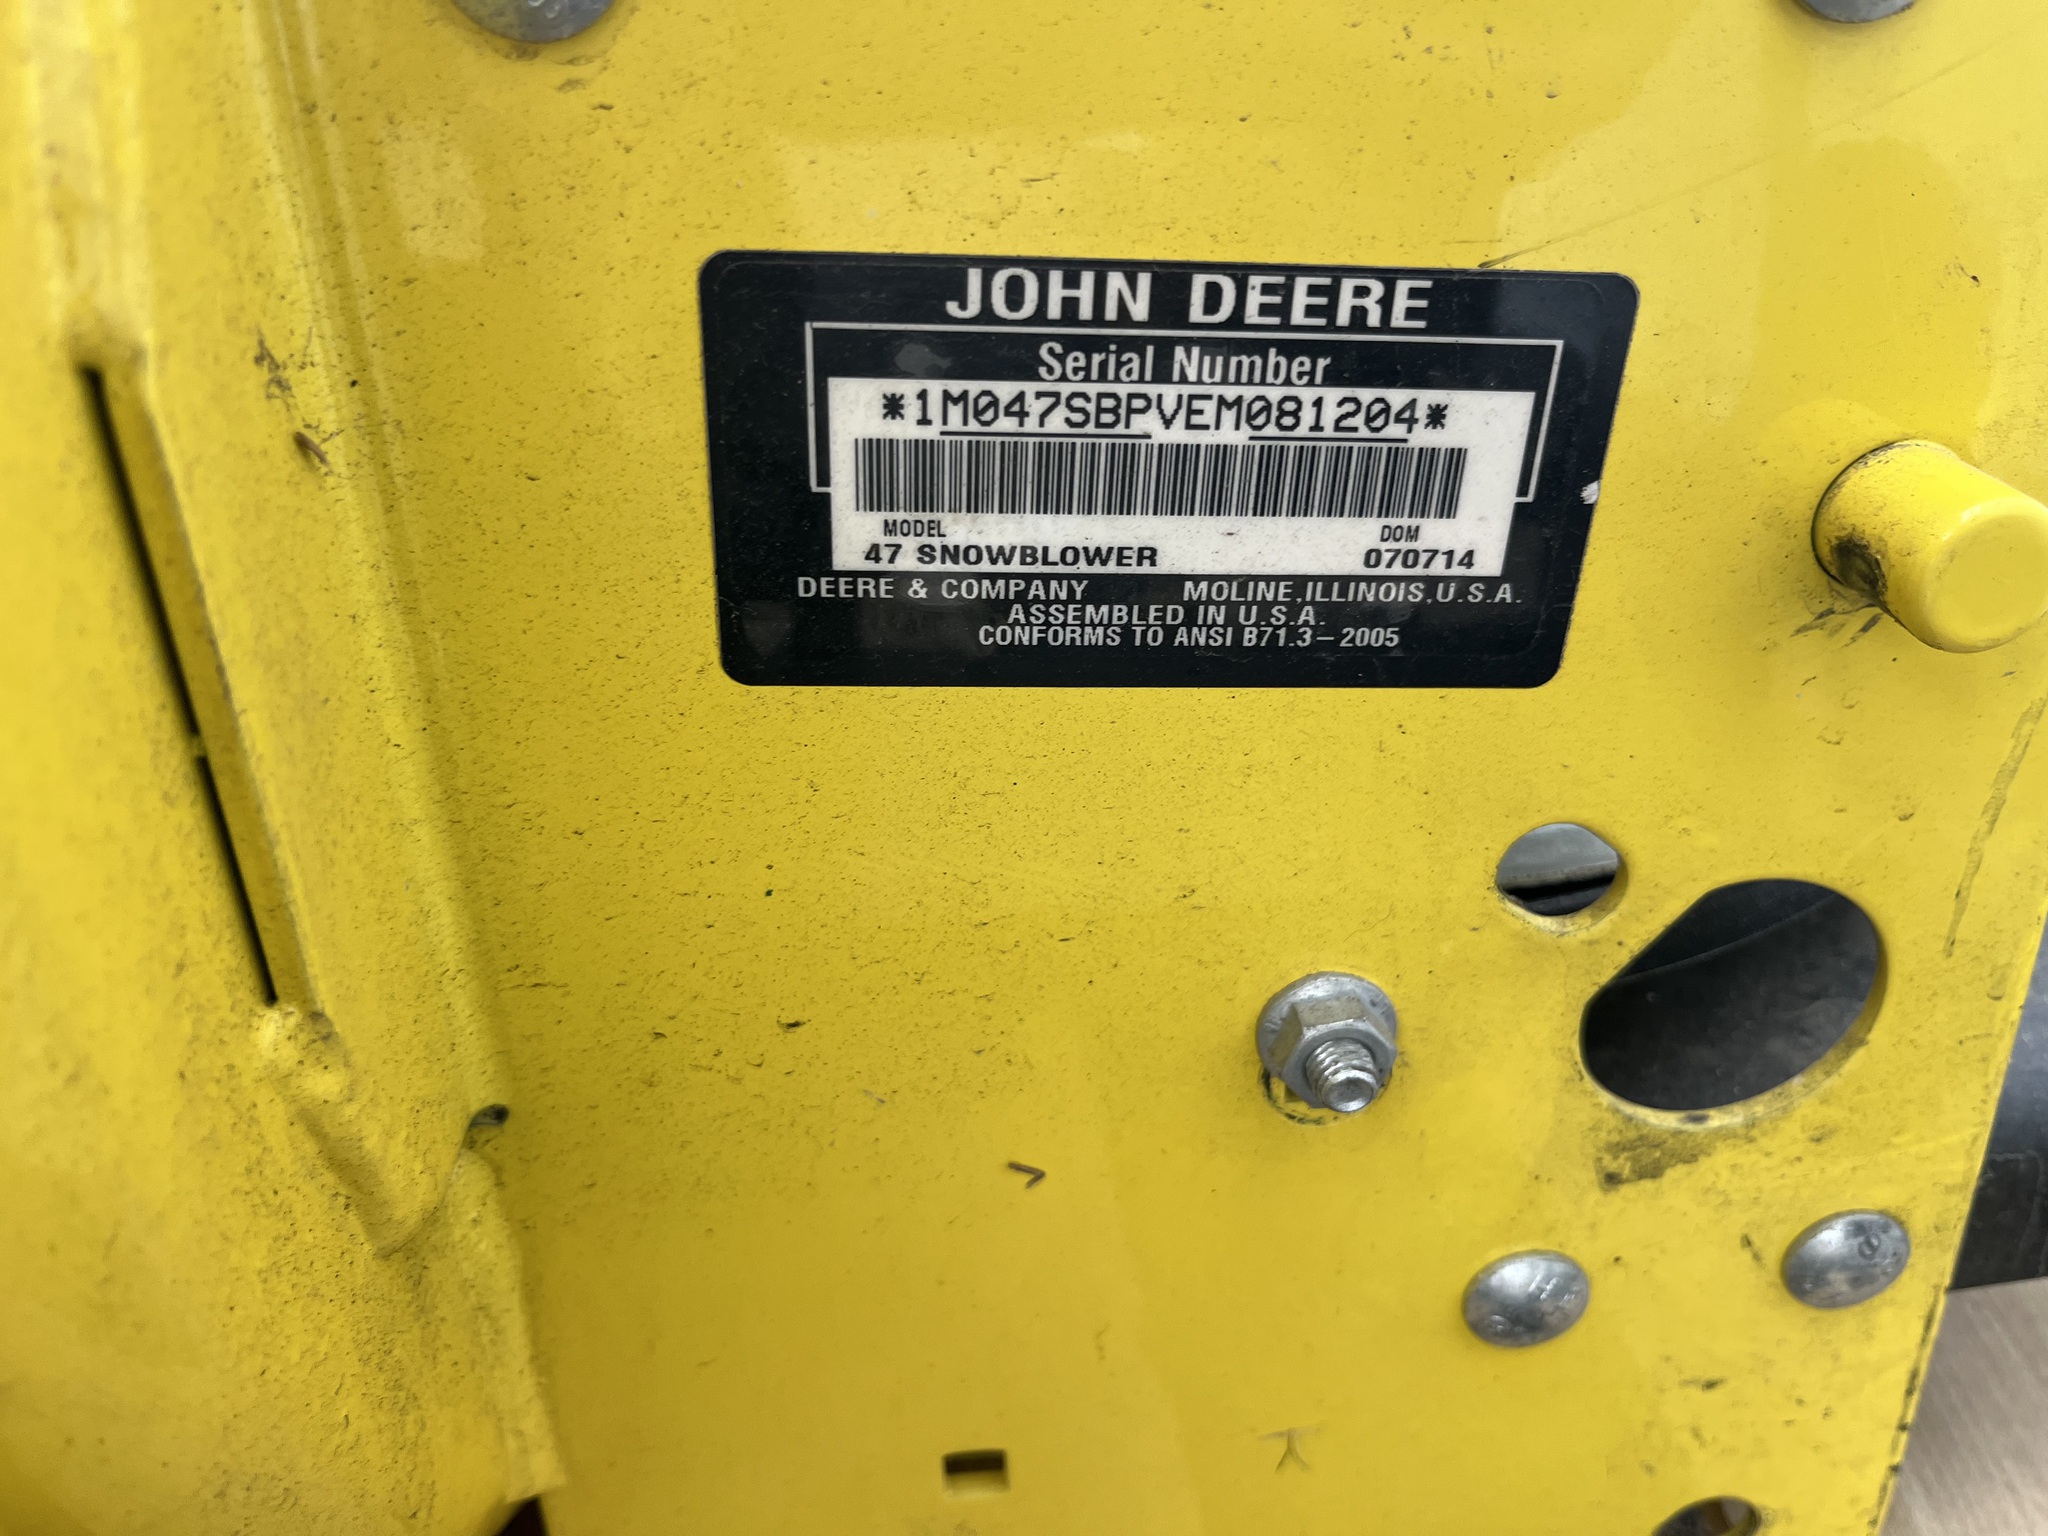 JOHN DEERE
Serial Number
*1M047SBPVEM081204*
MODEL DOM
47 SNOWBLOWER 070714
DEERE & COMPANY MOLINE, ILLINOIS, U.S.A.
ASSEMBLED IN U.S.A.
CONFORMS TO ANSI B71.3-2005